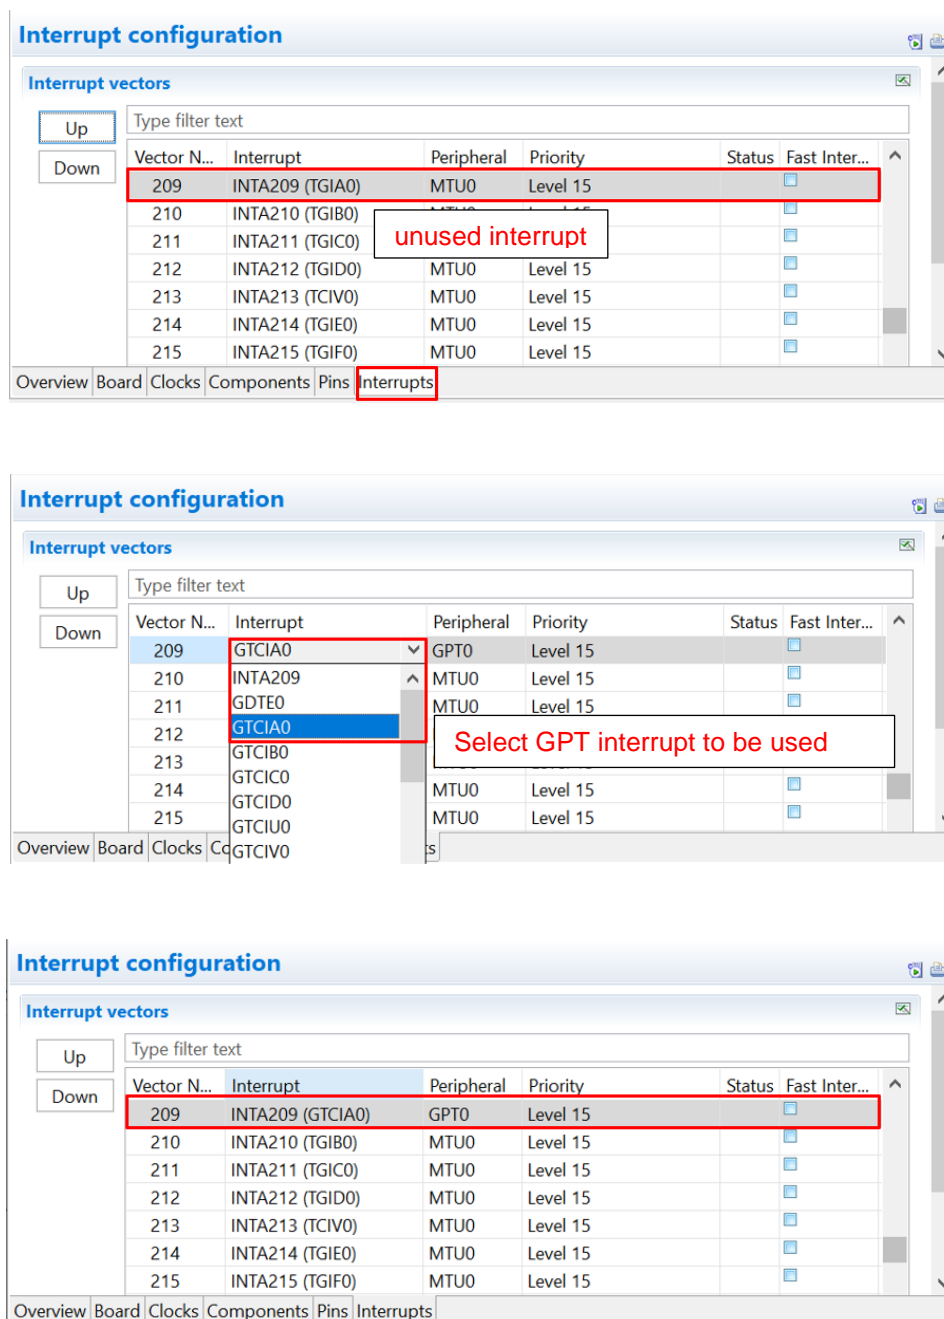 Interrupt configuration
Interrupt vectors
Up
Type filter text
Down
Vector N... Interrupt Peripheral Priority Status Fast Inter...
209 INTA209 (TGIA0) MTU0 Level 15
210 INTA210 (TGIB0)
211 INTA211 (TGIC0)
unused interrupt
212 INTA212 (TGID0) MTU0 Level 15
213 INTA213 (TCIV0) MTU0 Level 15
214 INTA214 (TGIE0) MTU0 Level 15
215 INTA215 (TGIF0) MTU0 Level 15
Overview Board Clocks Components Pins Interrupts
Interrupt configuration
Interrupt vectors
Up
Type filter text
Down
Vector N... Interrupt Peripheral Priority Status Fast Inter...
209 GTCIA0 GPT0 Level 15
210 INTA209 MTU0 Level 15
211 GDTE0 MTU0 Level 15
212 GTCIA0
Select GPT interrupt to be used
213 GTCIB0
214 GTCIC0 MTU0 Level 15
GTCID0
215 GTCIU0 MTU0 Level 15
Overview Board Clocks Co GTCIV0 s
Interrupt configuration
Interrupt vectors
Up
Type filter text
Down
Vector N... Interrupt Peripheral Priority Status Fast Inter...
209 INTA209 (GTCIA0) GPT0 Level 15
210 INTA210 (TGIB0) MTU0 Level 15
211 INTA211 (TGIC0) MTU0 Level 15
212 INTA212 (TGID0) MTU0 Level 15
213 INTA213 (TCIV0) MTU0 Level 15
214 INTA214 (TGIE0) MTU0 Level 15
215 INTA215 (TGIF0) MTU0 Level 15
Overview Board Clocks Components Pins Interrupts